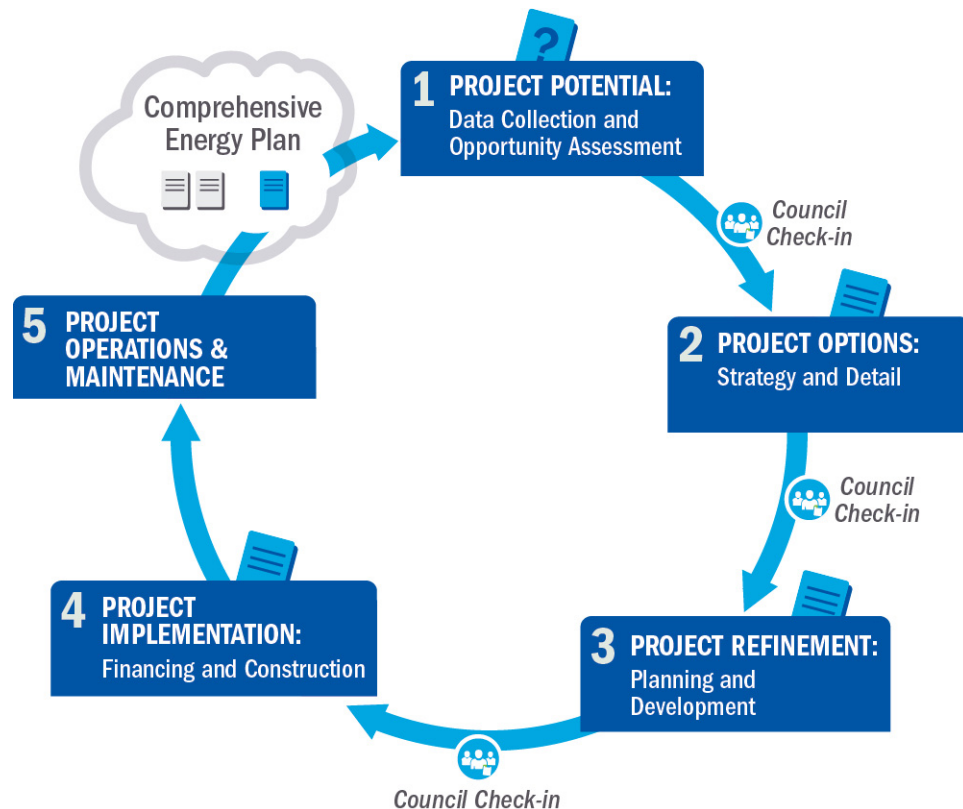 Comprehensive
Energy Plan
?
1 PROJECT POTENTIAL:
Data Collection and
Opportunity Assessment
Council
Check-in
2 PROJECT OPTIONS:
Strategy and Detail
Council
Check-in
3 PROJECT REFINEMENT:
Planning and
Development
Council Check-in
4 PROJECT
IMPLEMENTATION:
Financing and Construction
5 PROJECT
OPERATIONS &
MAINTENANCE